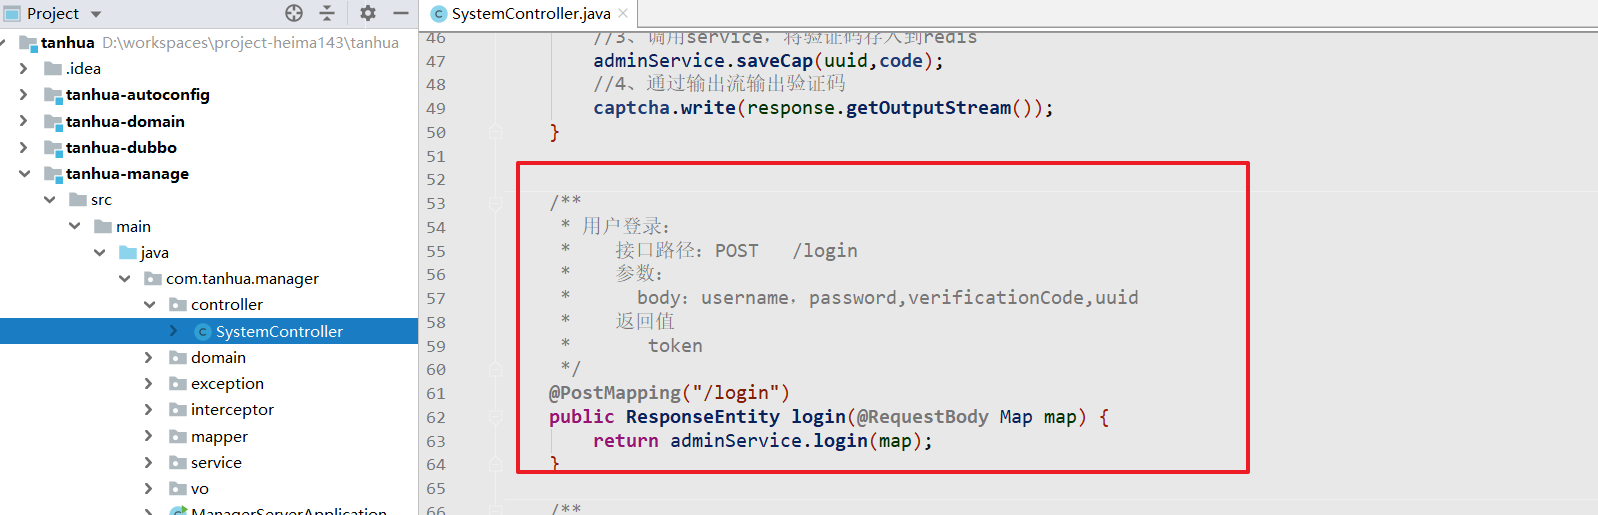 Project
SystemController.java
tanhua D:\workspaces\project-heima143\tanhua
.idea
tanhua-autoconfig
tanhua-domain
tanhua-dubbo
tanhua-manage
src
main
java
com.tanhua.manager
controller
SystemController
domain
exception
interceptor
mapper
service
vo
ManagerServerApplication
46 //3、调用service，将验证码存入到redis
47 adminService.saveCap(uuid,code);
48 //4、通过输出流输出验证码
49 captcha.write(response.getOutputStream());
50 }
51
52
53 /**
54 * 用户登录：
55 * 接口路径：POST /login
56 * 参数：
57 * body：username，password,verificationCode,uuid
58 * 返回值
59 * token
60 */
61 @PostMapping("/login")
62 public ResponseEntity login(@RequestBody Map map) {
63 return adminService.login(map);
64 }
65
66 /**